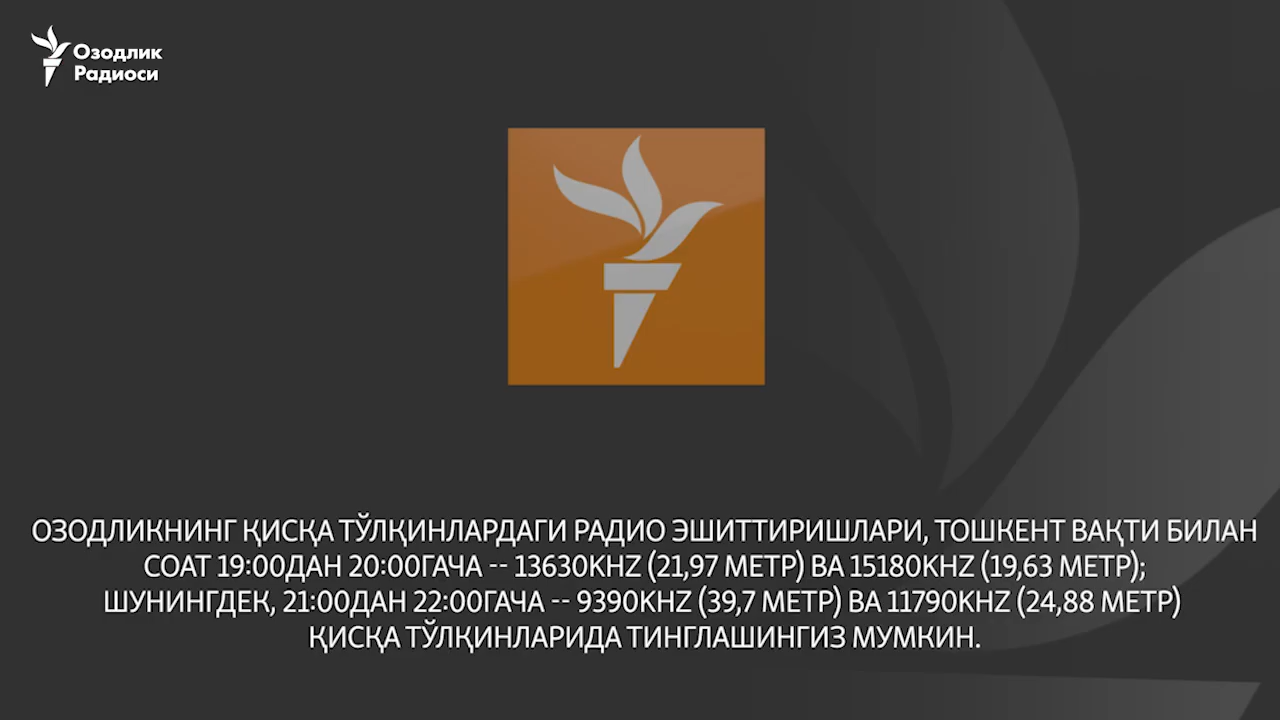 Озодлик
Радиоси
ОЗОДЛИКНИНГ ҚИСҚА ТЎЛҚИНЛАРДАГИ РАДИО ЭШИТТИРИШЛАРИ, ТОШКЕНТ ВАҚТИ БИЛАН
СОАТ 19:00ДАН 20:00ГАЧА -- 13630KHZ (21,97 МЕТР) ВА 15180KHZ (19,63 МЕТР);
ШУНИНГДЕК, 21:00ДАН 22:00ГАЧА -- 9390KHZ (39,7 МЕТР) ВА 11790KHZ (24,88 МЕТР)
ҚИСҚА ТЎЛҚИНЛАРИДА ТИНГЛАШИНГИЗ МУМКИН.